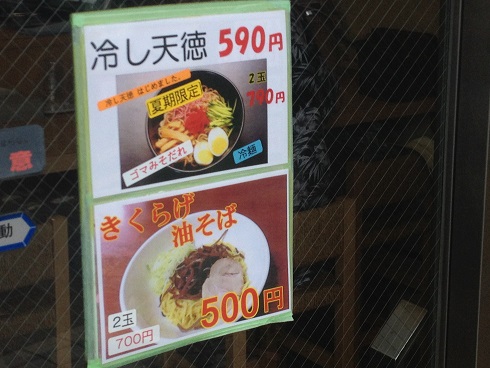 冷し天徳 590円
冷し天徳 はじめました。
夏期限定
2玉
790円
ゴマみそだれ
冷麺
きくらげ
油そば
500円
2玉
700円
意
動